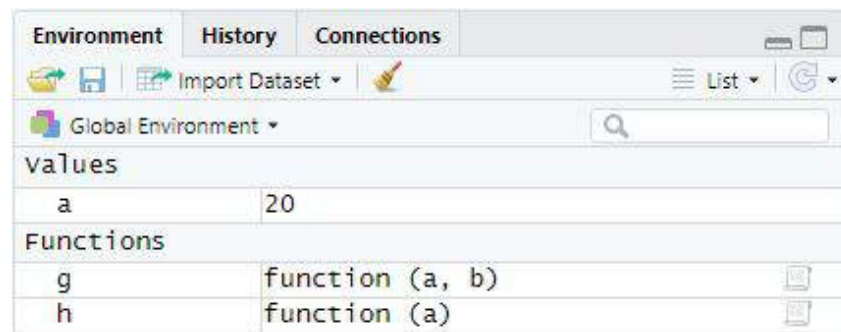 Environment History Connections
Import Dataset List
Global Environment
Values
a 20
Functions
g function (a, b)
h function (a)